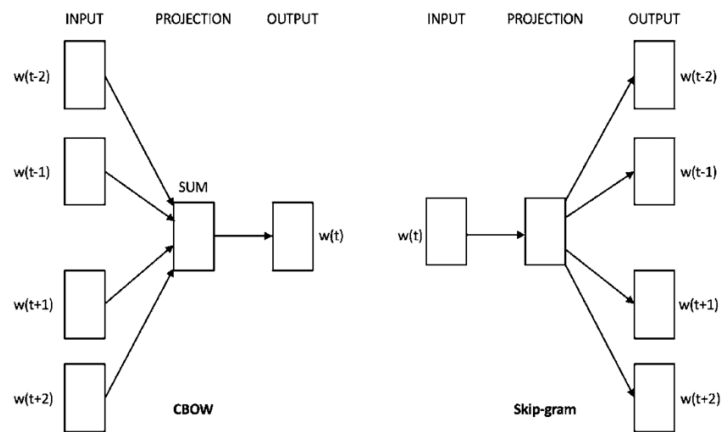 INPUT PROJECTION OUTPUT
w(t-2)
w(t-1)
SUM
w(t)
w(t+1)
w(t+2)
CBOW
INPUT PROJECTION OUTPUT
w(t-2)
w(t-1)
w(t)
w(t+1)
w(t+2)
Skip-gram